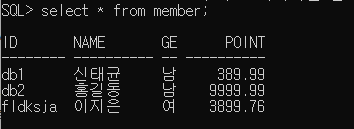 SQL> select * from member;
ID NAME GE POINT
-------- ---------- -- ----------
db1 신태균 남 389.99
db2 홍길동 남 9999.99
fldksja 이지은 여 3899.76